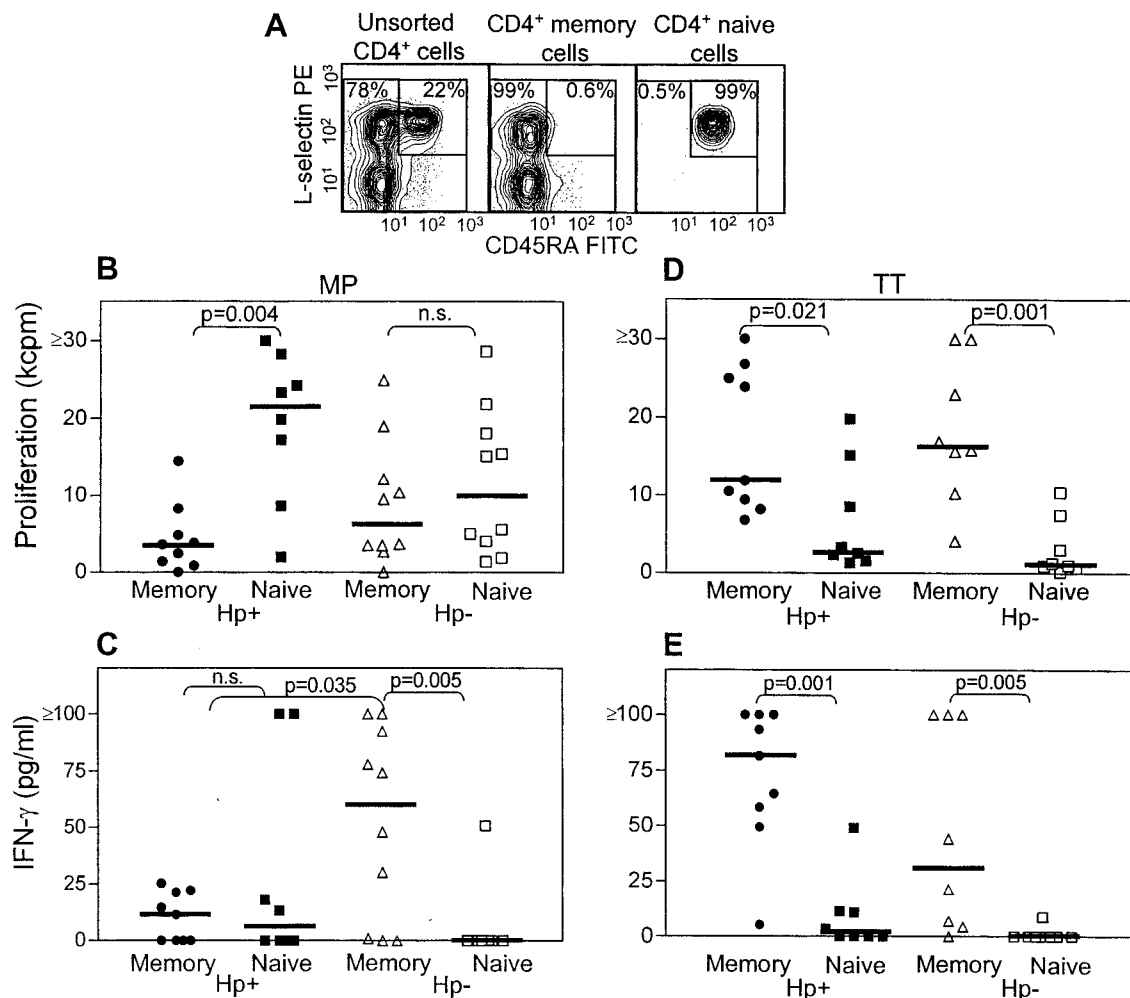 A
Unsorted CD4⁺ cells
CD4⁺ memory cells
CD4⁺ naive cells
L-selectin PE
10³
10²
10¹
78% 22%
99% 0.6%
0.5% 99%
10¹ 10² 10³ 10¹ 10² 10³ 10¹ 10² 10³
CD45RA FITC
B
MP
Proliferation (kcpm)
p=0.004
n.s.
≥30
20
10
0
Memory Naive Memory Naive
Hp+ Hp-
D
TT
p=0.021
p=0.001
≥30
20
10
0
Memory Naive Memory Naive
Hp+ Hp-
C
IFN-γ (pg/ml)
n.s.
p=0.035
p=0.005
≥100
75
50
25
0
Memory Naive Memory Naive
Hp+ Hp-
E
p=0.001
p=0.005
≥100
75
50
25
0
Memory Naive Memory Naive
Hp+ Hp-